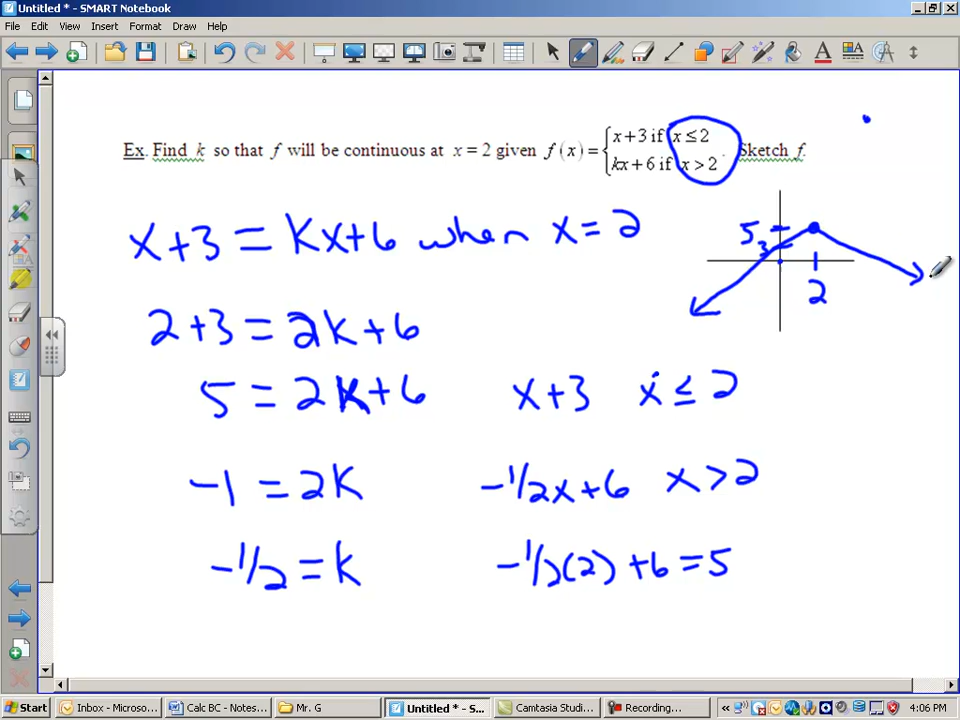 Untitled * - SMART Notebook
File Edit View Insert Format Draw Help
Ex. Find k so that f will be continuous at x = 2 given f(x) = { x + 3 if x ≤ 2
kx + 6 if x > 2 . Sketch f.
x+3 = Kx+6 when x = 2
5
3
2
2+3 = 2K+6
5 = 2K+6 x+3 x ≤ 2
-1 = 2K -1/2x+6 x > 2
-1/2 = K -1/2(2) +6 = 5
Start Inbox - Microso... Calc BC - Notes... Mr. G Untitled * - S... Camtasia Studi... Recording... « 4:06 PM